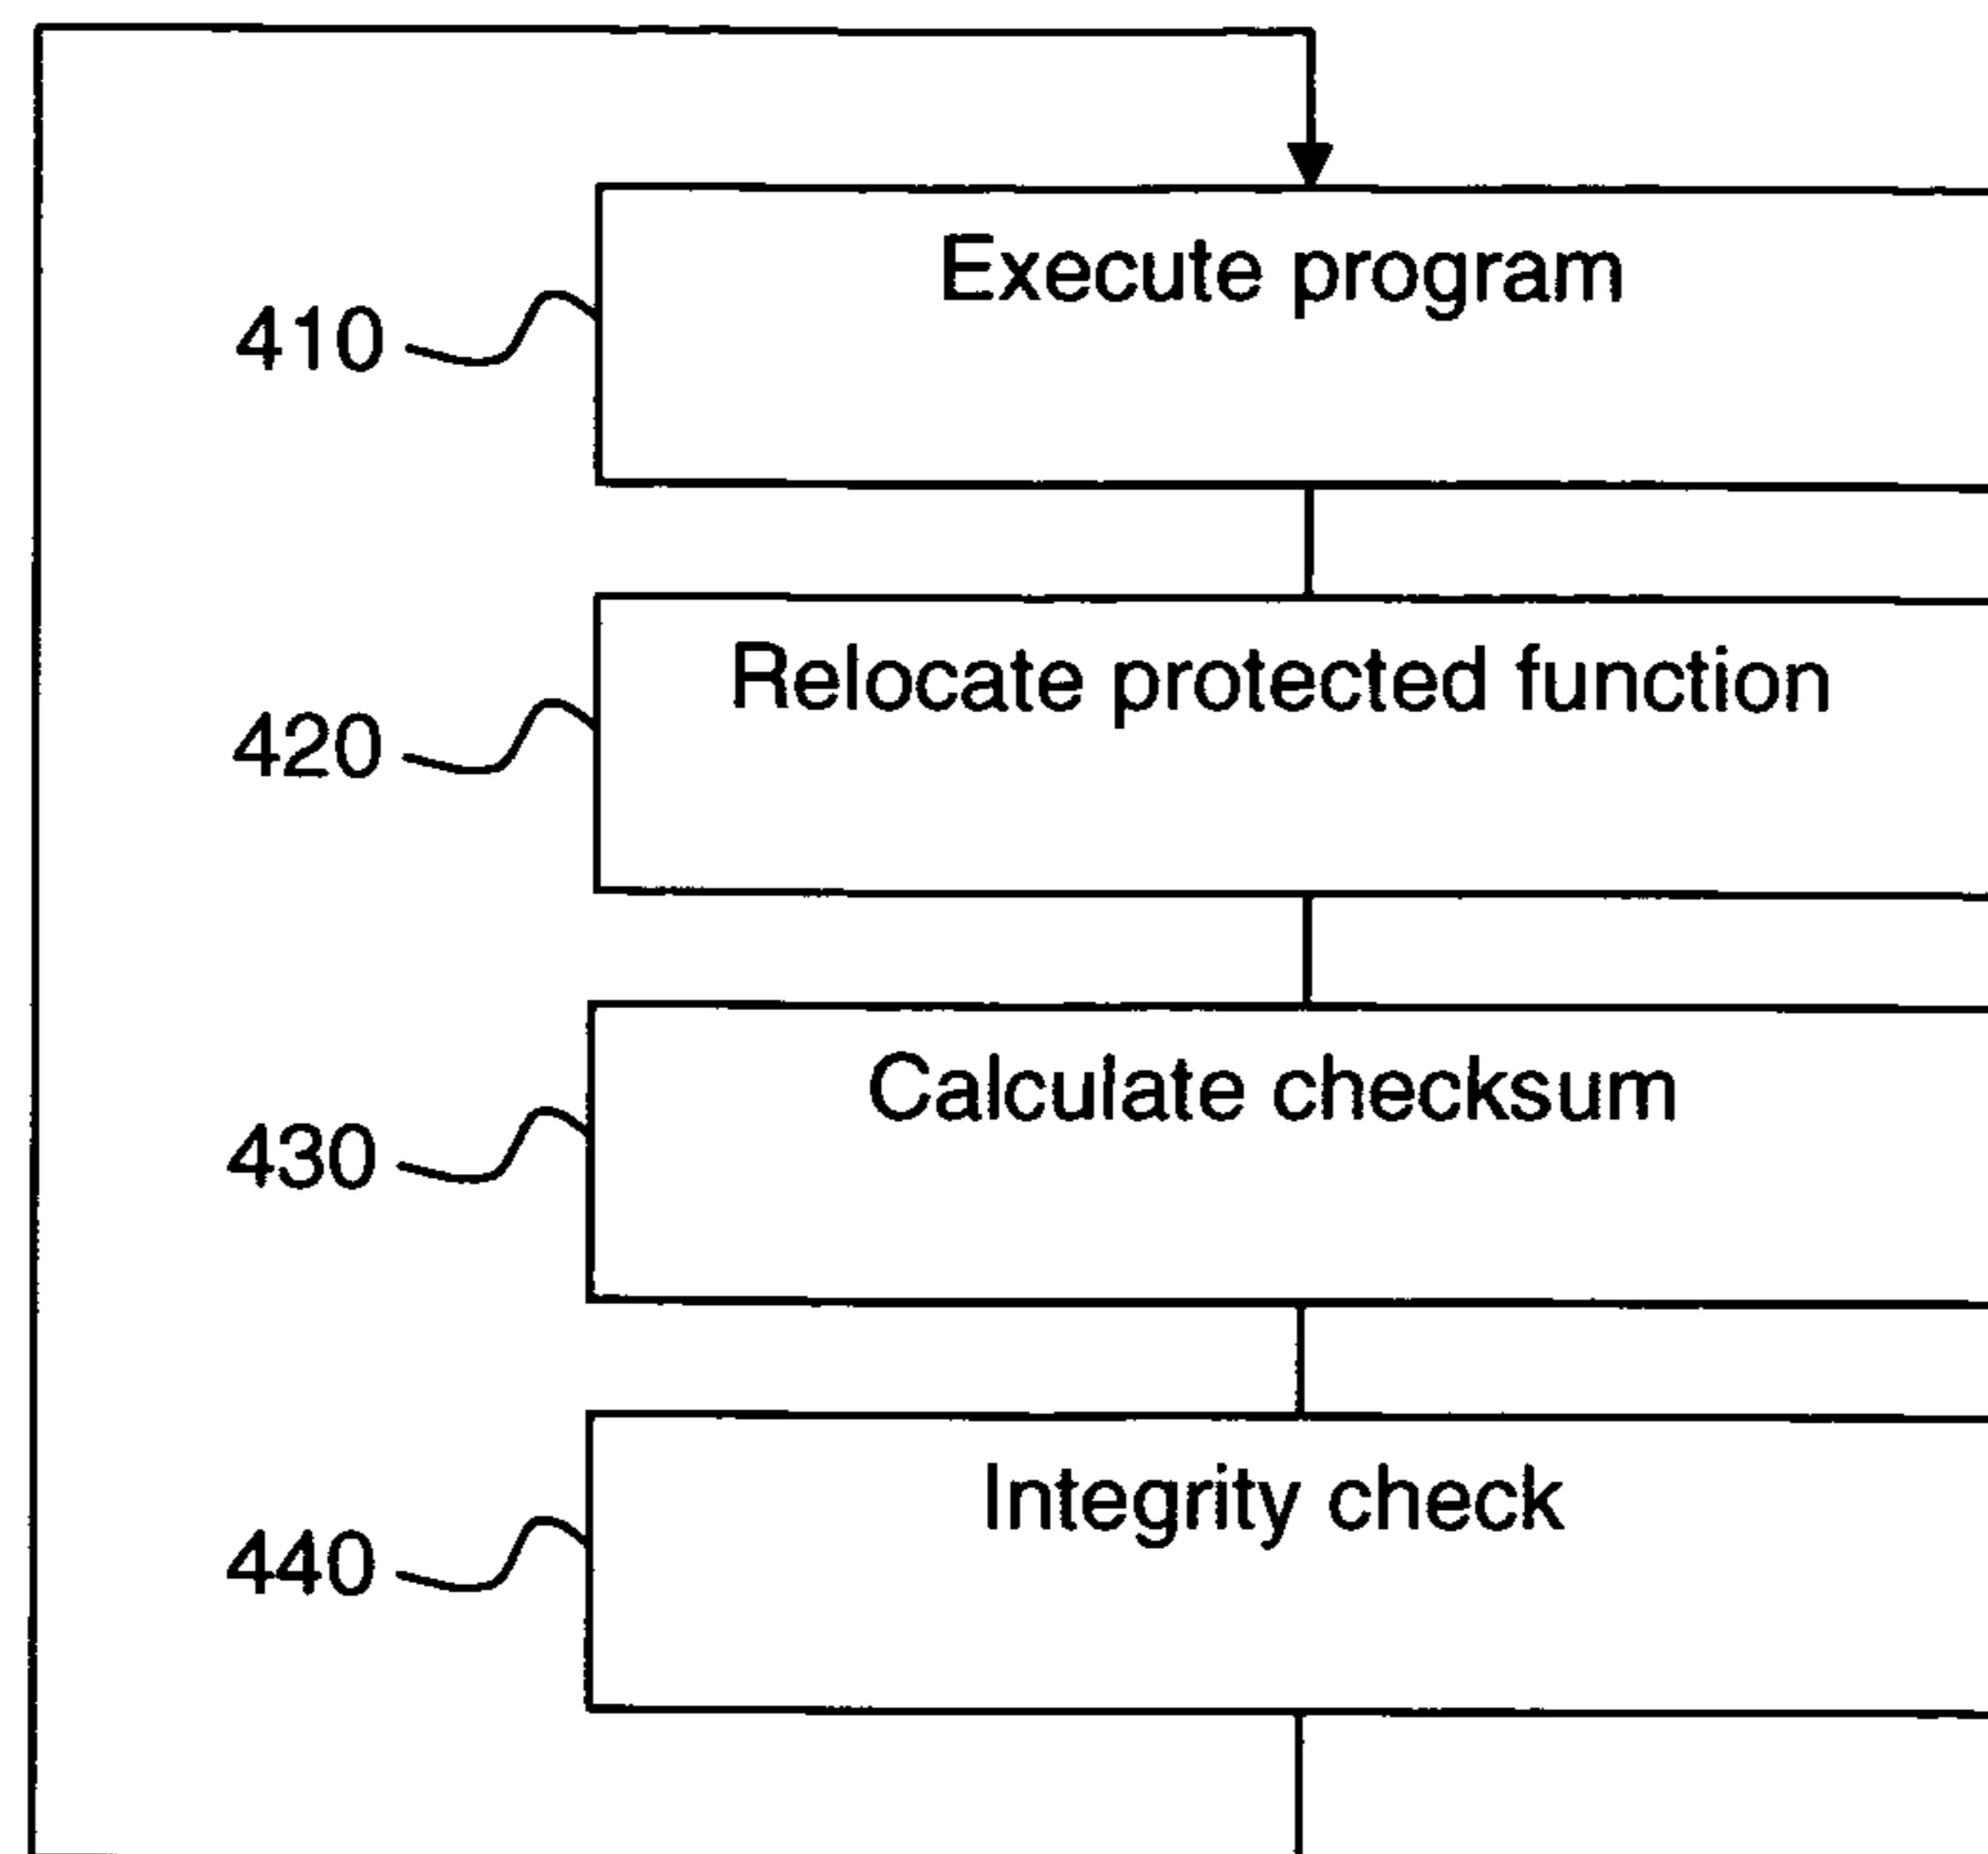 Execute program
410
Relocate protected function
420
Calculate checksum
430
Integrity check
440